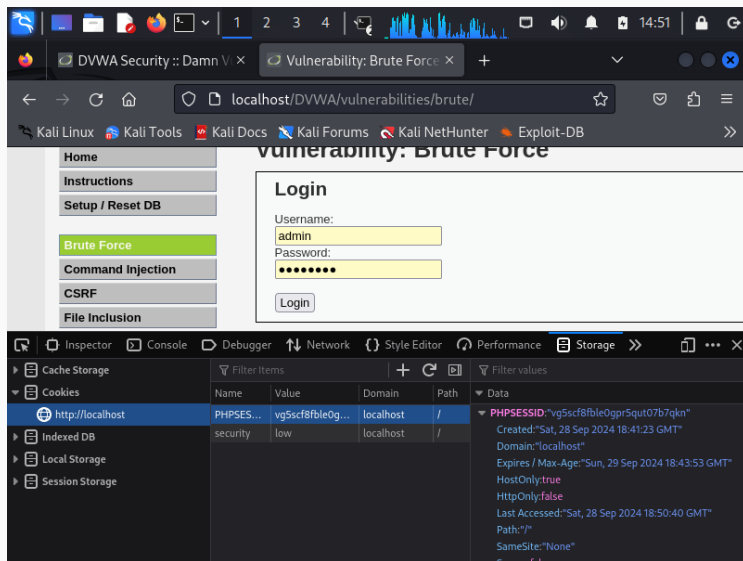 1 2 3 4 14:51
DVWA Security :: Damn V Vulnerability: Brute Force
localhost/DVWA/vulnerabilities/brute/
Kali Linux Kali Tools Kali Docs Kali Forums Kali NetHunter Exploit-DB
Vulnerability: Brute Force
Home
Instructions
Setup / Reset DB
Brute Force
Command Injection
CSRF
File Inclusion
Login
Username:
admin
Password:
Login
Inspector Console Debugger Network Style Editor Performance Storage
Cache Storage
Cookies
http://localhost
Indexed DB
Local Storage
Session Storage
Filter Items
Name Value Domain Path
PHPSES... vg5scf8fble0g... localhost /
security low localhost /
Filter values
Data
PHPSESSID:"vg5scf8fble0gpr5qut07b7qkn"
Created:"Sat, 28 Sep 2024 18:41:23 GMT"
Domain:"localhost"
Expires / Max-Age:"Sun, 29 Sep 2024 18:43:53 GMT"
HostOnly:true
HttpOnly:false
Last Accessed:"Sat, 28 Sep 2024 18:50:40 GMT"
Path:"/"
SameSite:"None"